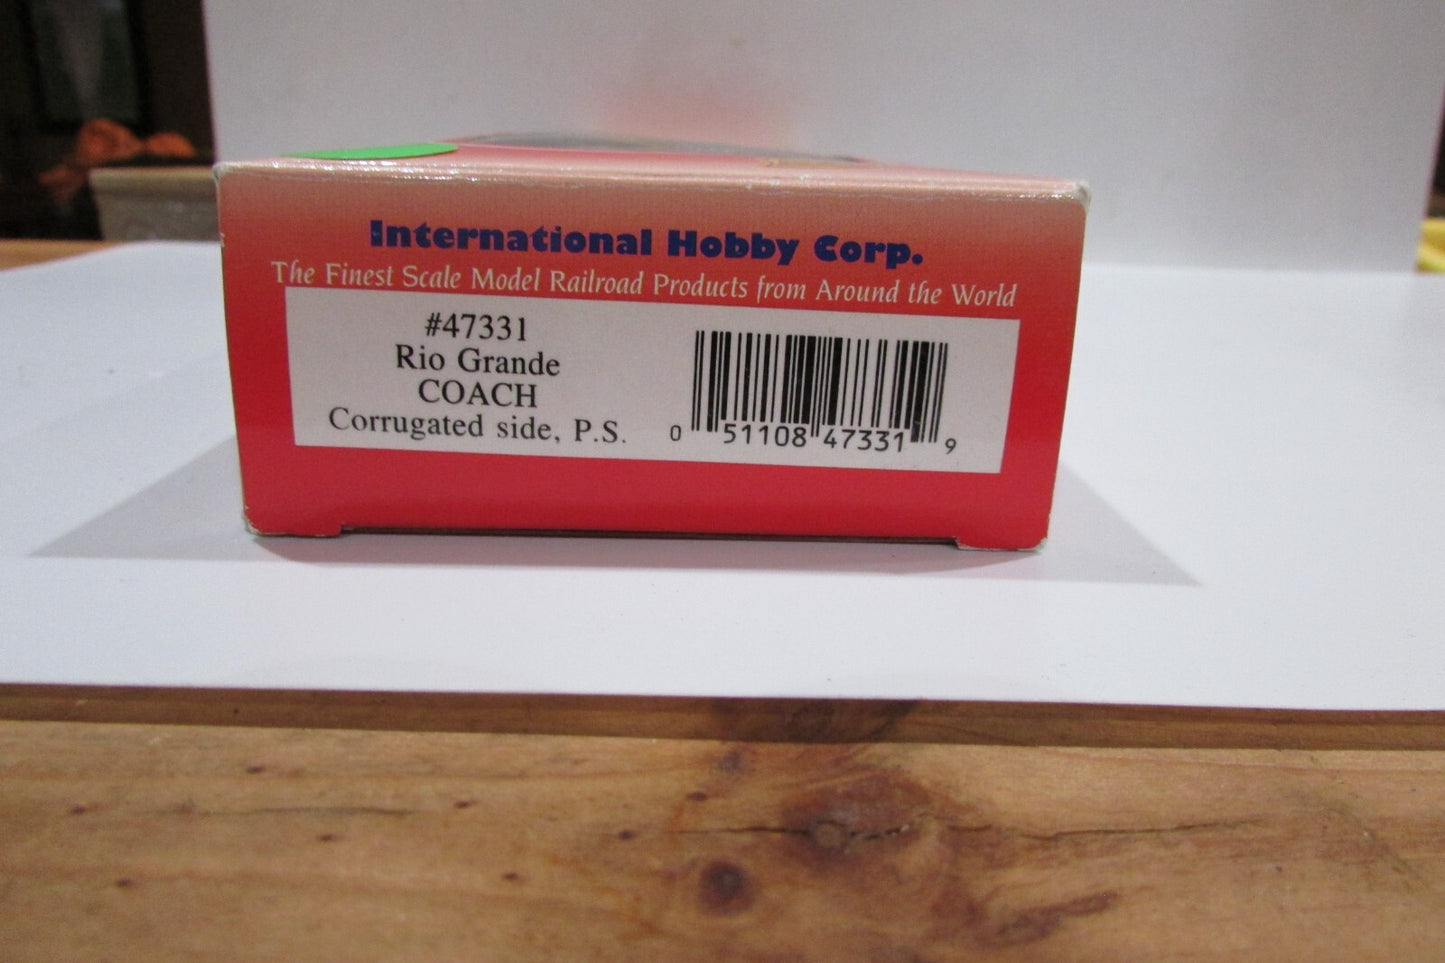 International Hobby Corp.
The Finest Scale Model Railroad Products from Around the World
#47331
Rio Grande
COACH
Corrugated side, P.S.
0 51108 47331 9